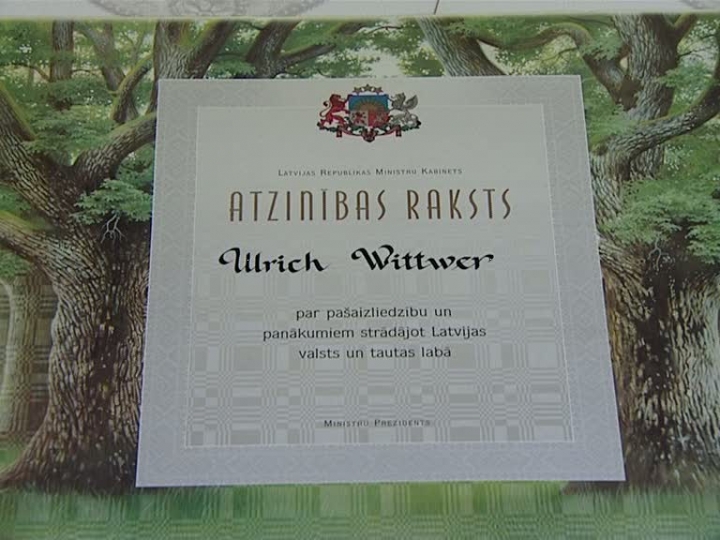 LATVIJAS REPUBLIKAS MINISTRU KABINETS
ATZINĪBAS RAKSTS
Ulrich Wittwer
par pašaizliedzību un
panākumiem strādājot Latvijas
valsts un tautas labā
MINISTRU PREZIDENTS